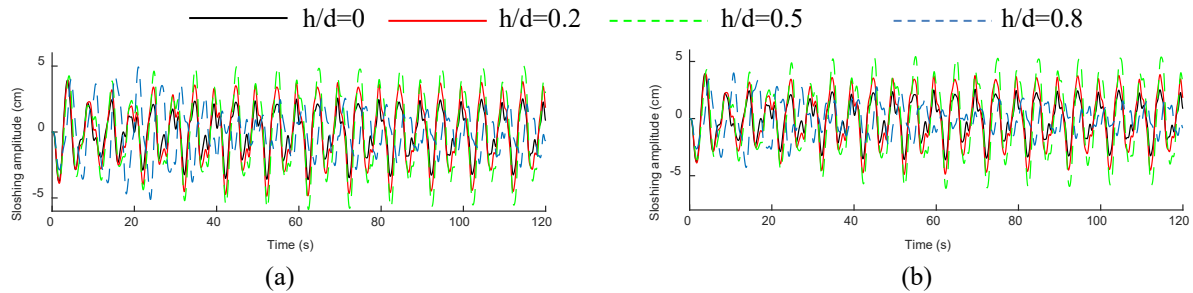 h/d=0 h/d=0.2 h/d=0.5 h/d=0.8
5
0
-5
Sloshing amplitude (cm)
0 20 40 60 80 100 120
Time (s)
(a)
5
0
-5
Sloshing amplitude (cm)
0 20 40 60 80 100 120
Time (s)
(b)